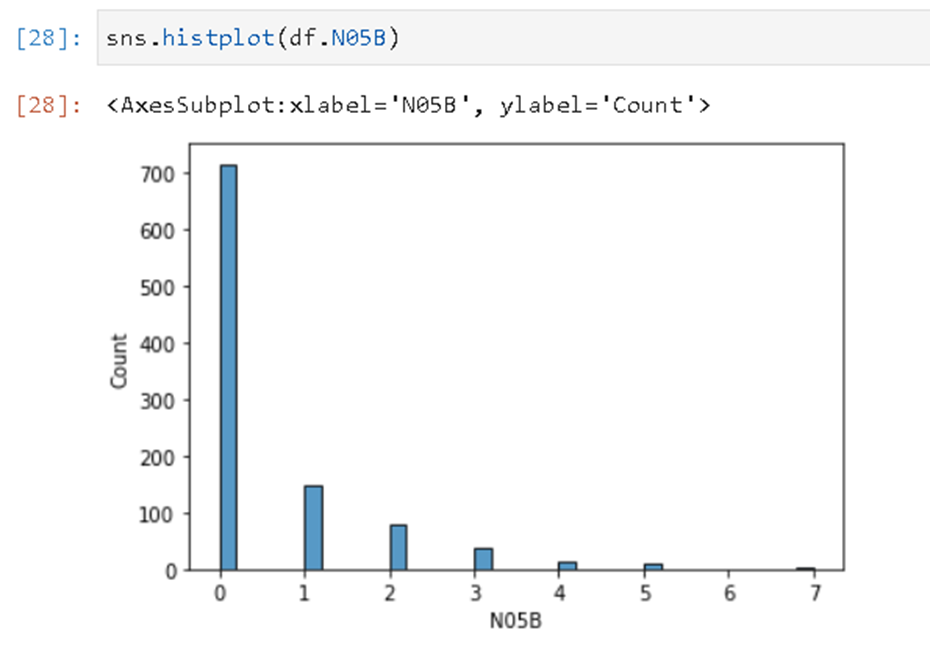 [28]: sns.histplot(df.N05B)
[28]: <AxesSubplot:xlabel='N05B', ylabel='Count'>
700
600
500
400
300
200
100
0
Count
0 1 2 3 4 5 6 7
N05B